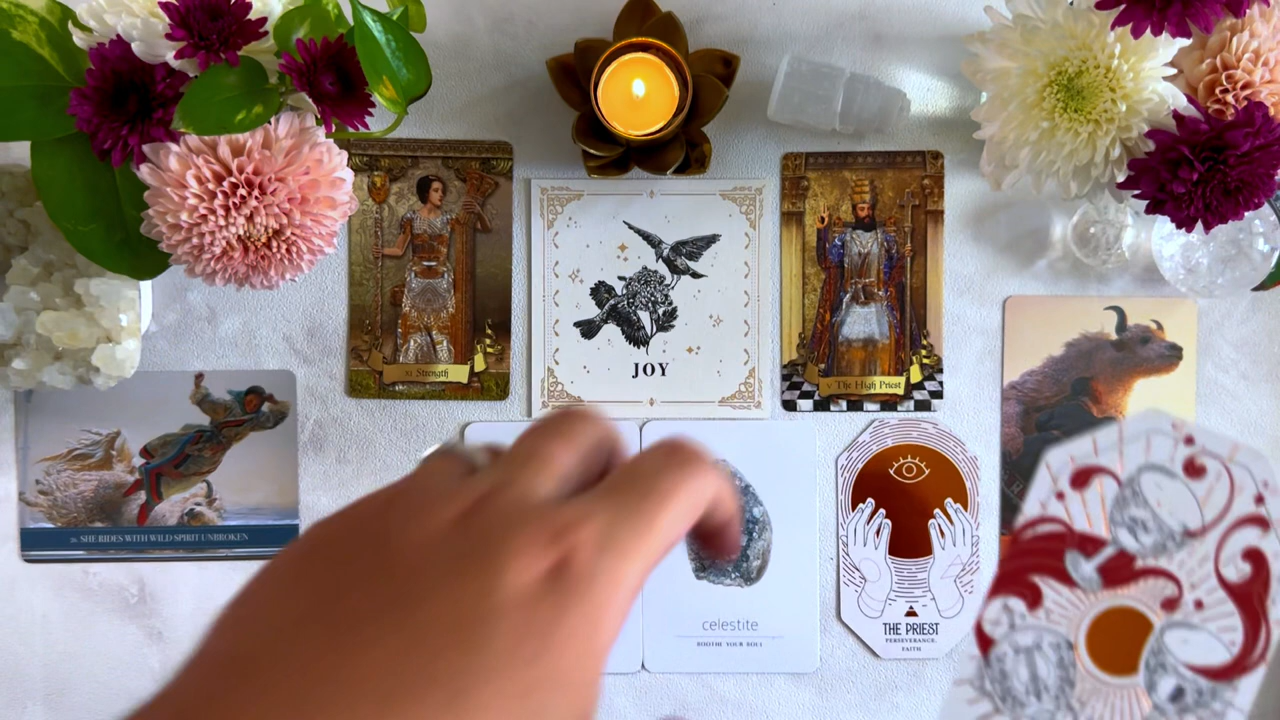 XI Strength
JOY
V The High Priest
26. SHE RIDES WITH WILD SPIRIT UNBROKEN
celestite
SOOTHE YOUR SOUL
THE PRIEST
PERSEVERANCE.
FAITH